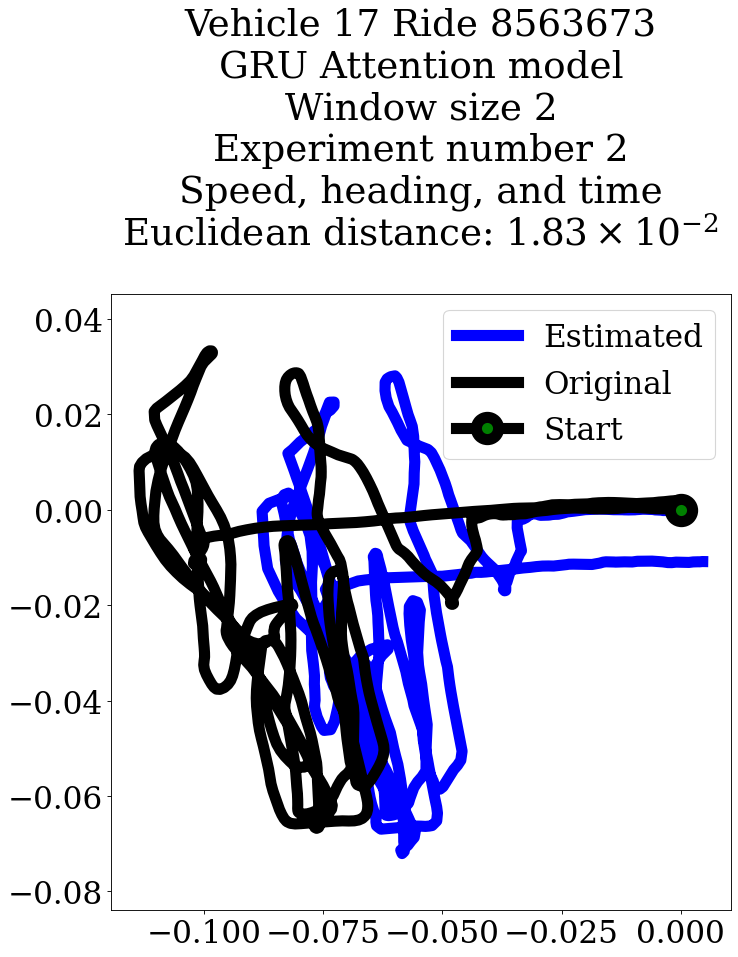 Vehicle 17 Ride 8563673
GRU Attention model
Window size 2
Experiment number 2
Speed, heading, and time
Euclidean distance: 1.83 × 10⁻²
Estimated
Original
Start
0.04
0.02
0.00
−0.02
−0.04
−0.06
−0.08
−0.100 −0.075 −0.050 −0.025 0.000